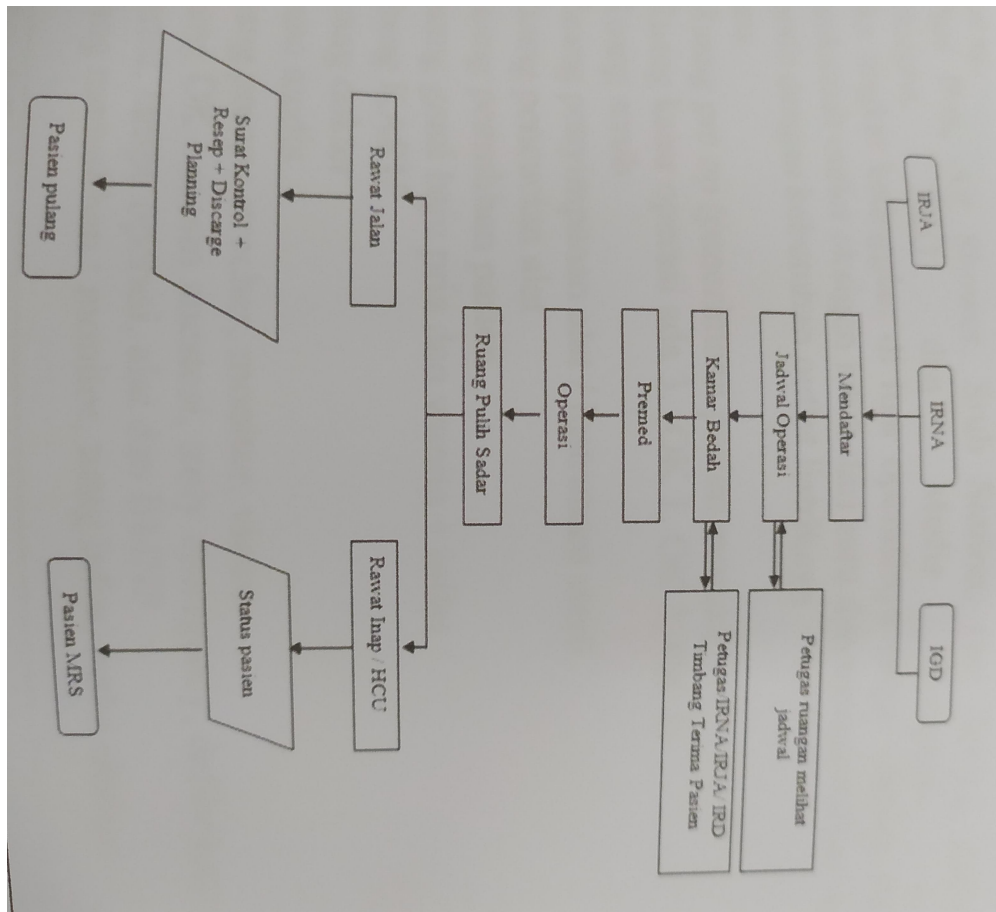 IRJA
IRNA
IGD
Mendaftar
Jadwal Operasi
Petugas ruangan melihat
jadwal
Kamar Bedah
Petugas/IRNA/IRJA/ IRD
Timbang Terima Pasien
Premed
Operasi
Ruang Pulih Sadar
Rawat Jalan
Rawat Inap / HCU
Surat Kontrol +
Resep + Discarge
Planning
Status pasien
Pasien pulang
Pasien MRS